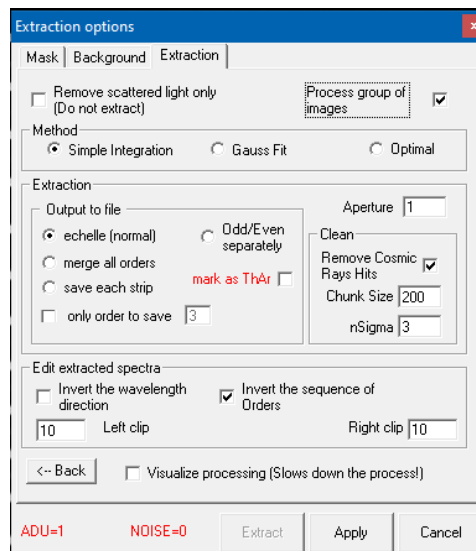 Extraction options
Mask Background Extraction
Remove scattered light only
(Do not extract)
Process group of
images
Method
Simple Integration Gauss Fit Optimal
Extraction
Output to file
echelle (normal)
Odd/Even
separately
merge all orders
mark as ThAr
save each strip
only order to save 3
Aperture 1
Clean
Remove Cosmic
Rays Hits
Chunk Size 200
nSigma 3
Edit extracted spectra
Invert the wavelength
direction
Invert the sequence of
Orders
10 Left clip Right clip 10
<-- Back Visualize processing (Slows down the process!)
ADU=1 NOISE=0 Extract Apply Cancel